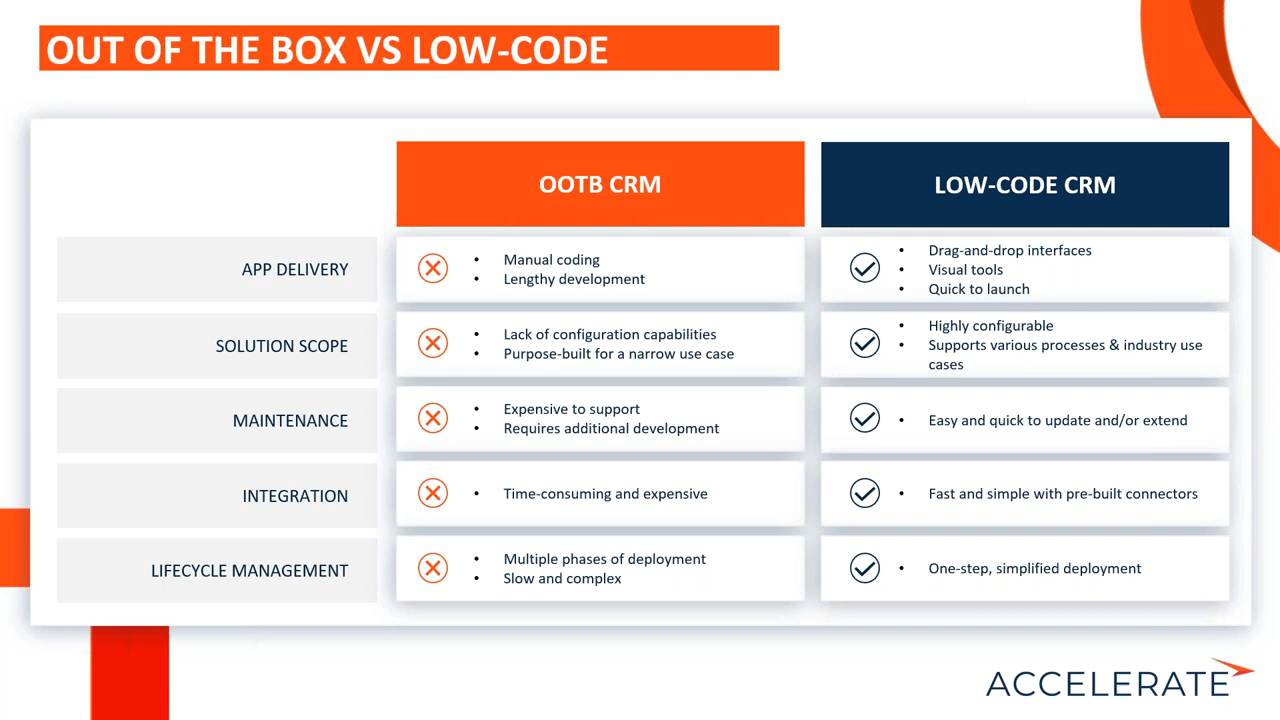 OUT OF THE BOX VS LOW-CODE
OOTB CRM
LOW-CODE CRM
APP DELIVERY
• Manual coding
• Lengthy development
• Drag-and-drop interfaces
• Visual tools
• Quick to launch
SOLUTION SCOPE
• Lack of configuration capabilities
• Purpose-built for a narrow use case
• Highly configurable
• Supports various processes & industry use
cases
MAINTENANCE
• Expensive to support
• Requires additional development
• Easy and quick to update and/or extend
INTEGRATION
• Time-consuming and expensive
• Fast and simple with pre-built connectors
LIFECYCLE MANAGEMENT
• Multiple phases of deployment
• Slow and complex
• One-step, simplified deployment
ACCELERATE